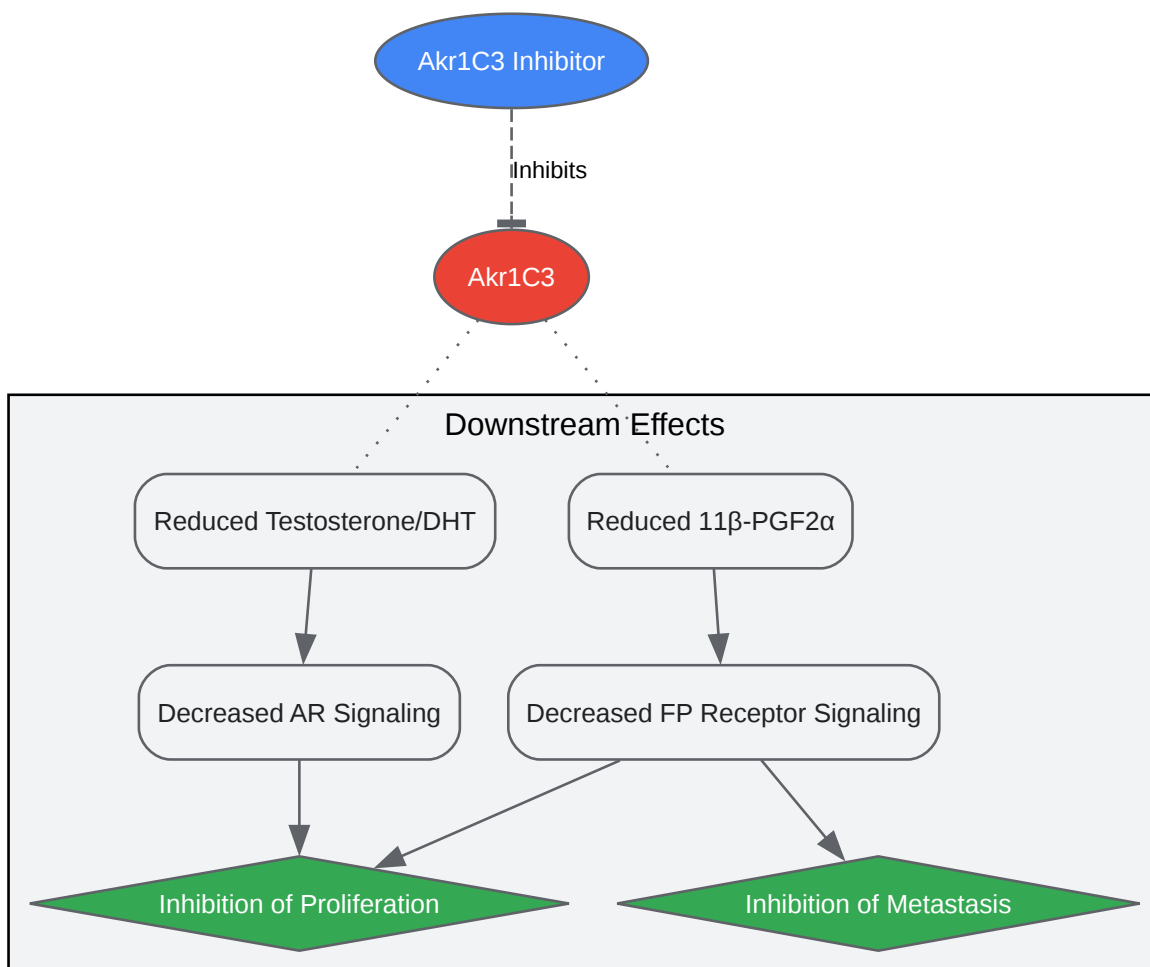 Akr1C3 Inhibitor
Inhibits
Akr1C3
Downstream Effects
Reduced Testosterone/DHT
Reduced 11β-PGF2α
Decreased AR Signaling
Decreased FP Receptor Signaling
Inhibition of Proliferation
Inhibition of Metastasis